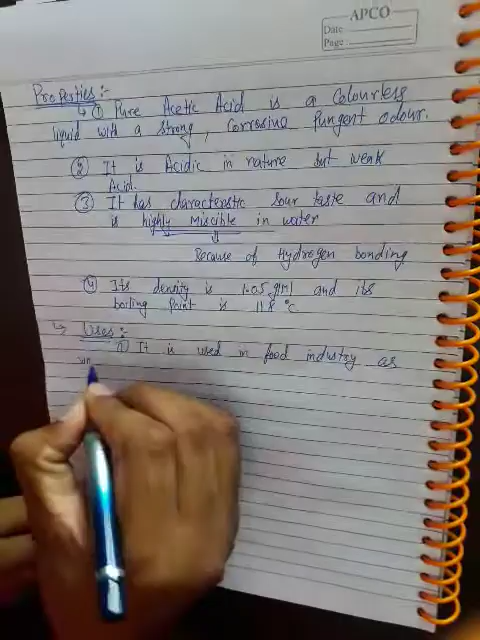 APCO
Date
Page
Properties :-
↳ ① Pure Acetic Acid is a Colourless
liquid with a strong, Corrosive Pungent odour.
② It is Acidic in nature but weak
Acid.
③ It has characterstic sour taste and
is highly Miscible in water
⇓
Because of Hydrogen bonding
④ Its density is 1.05 g/ml and its
boiling Point is 118 °C
↳ Uses :-
① It is used in food industry as